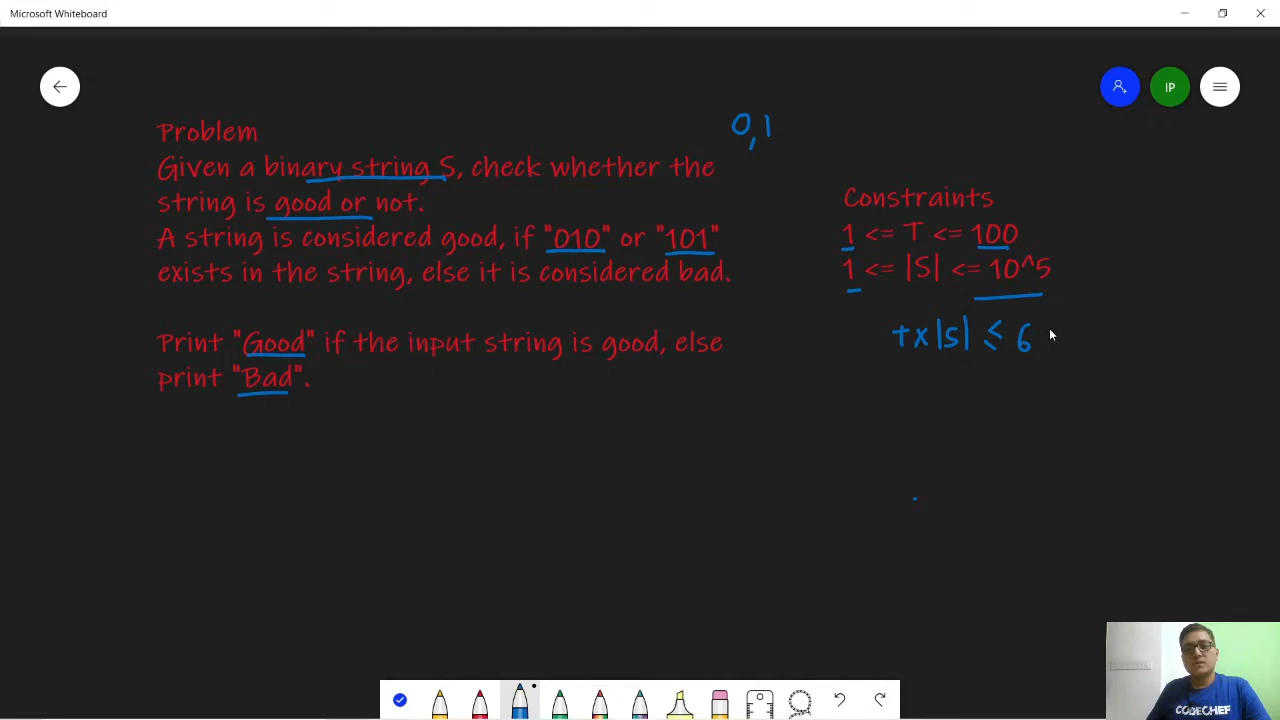 Microsoft Whiteboard
IP
0,1
Problem
Given a binary string S, check whether the
string is good or not.
A string is considered good, if "010" or "101"
exists in the string, else it is considered bad.
Print "Good" if the input string is good, else
print "Bad".
Constraints
1 <= T <= 100
1 <= |S| <= 10^5
T x |S| ≤ 6
CODECHEF